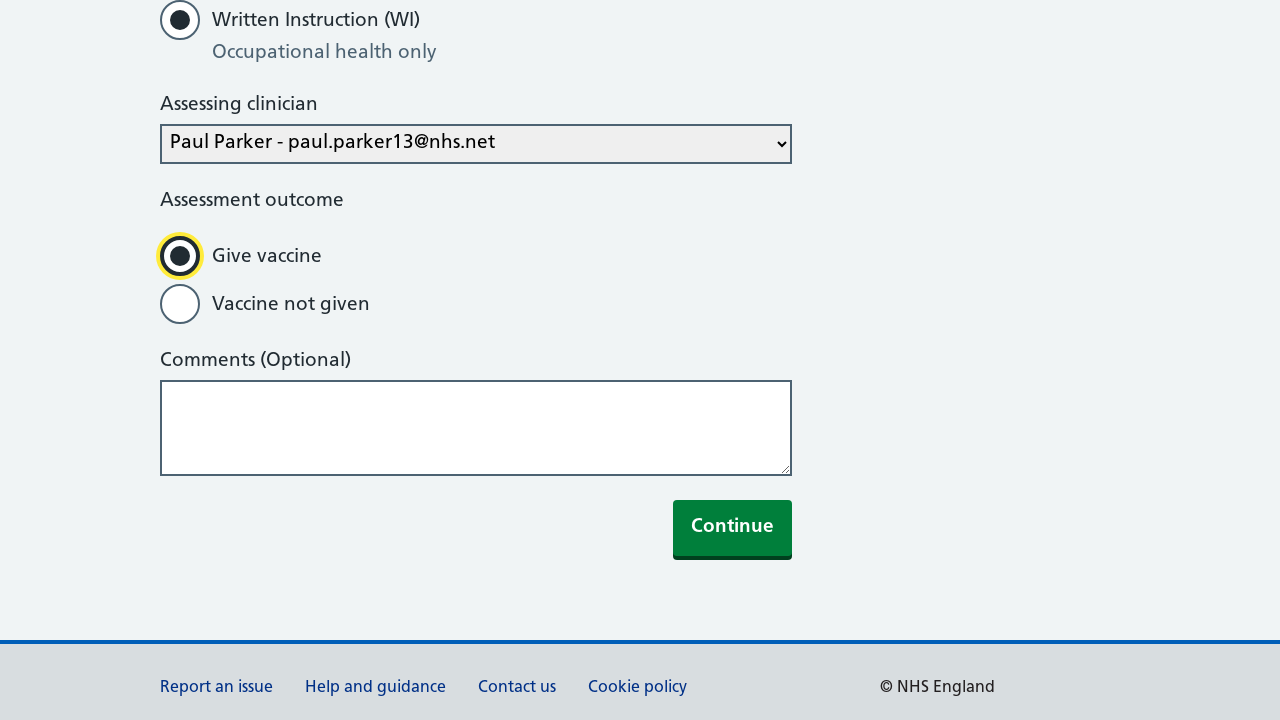 Written Instruction (WI)
Occupational health only
Assessing clinician
Paul Parker - paul.parker13@nhs.net
Assessment outcome
Give vaccine
Vaccine not given
Comments (Optional)
Continue
Report an issue Help and guidance Contact us Cookie policy © NHS England